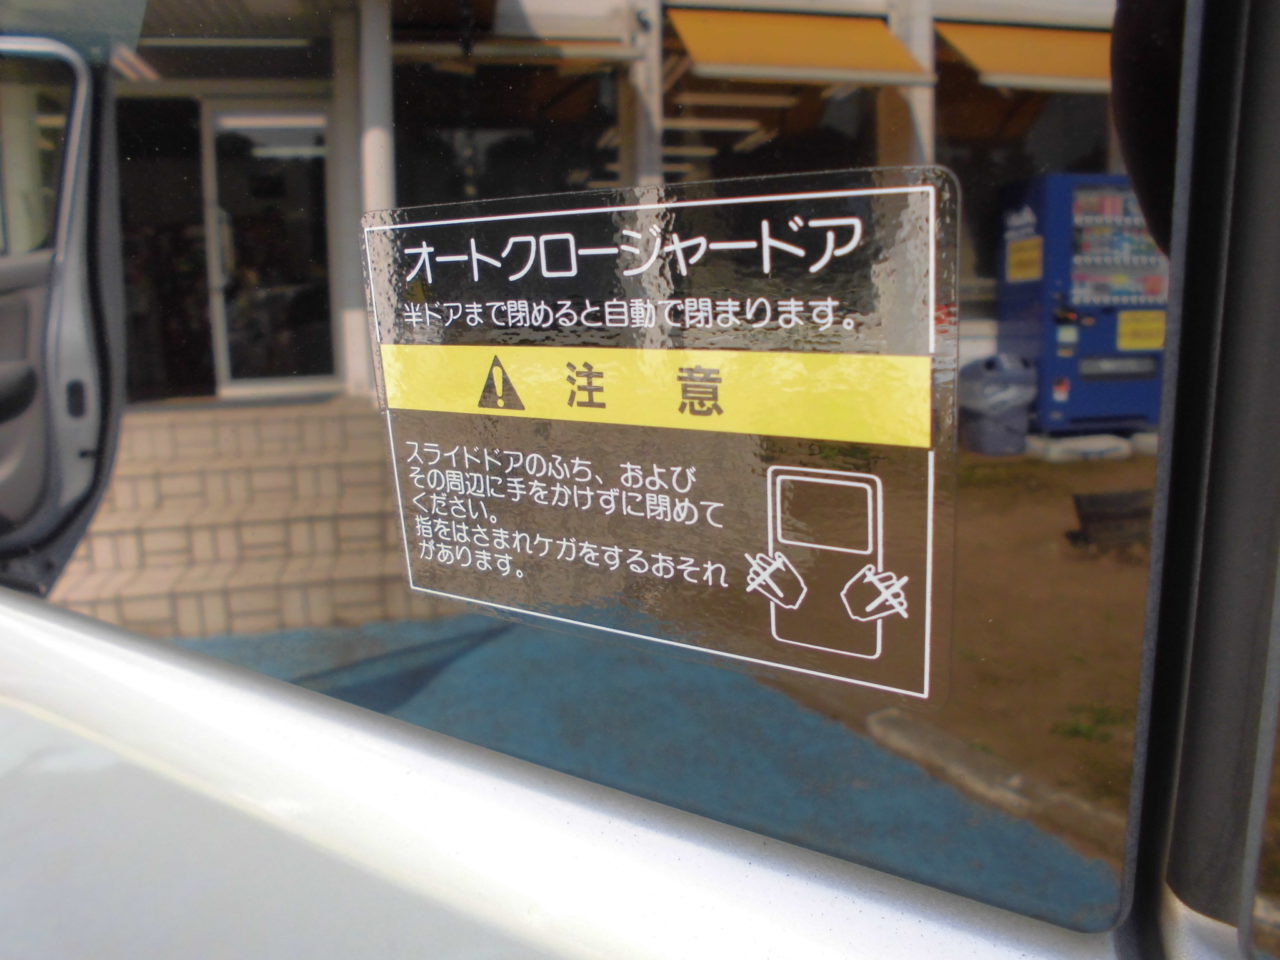 オートクロージャードア
半ドアまで閉めると自動で閉まります。
注 意
スライドドアのふち、および
その周辺に手をかけずに閉めて
ください。
指をはさまれケガをするおそれ
があります。